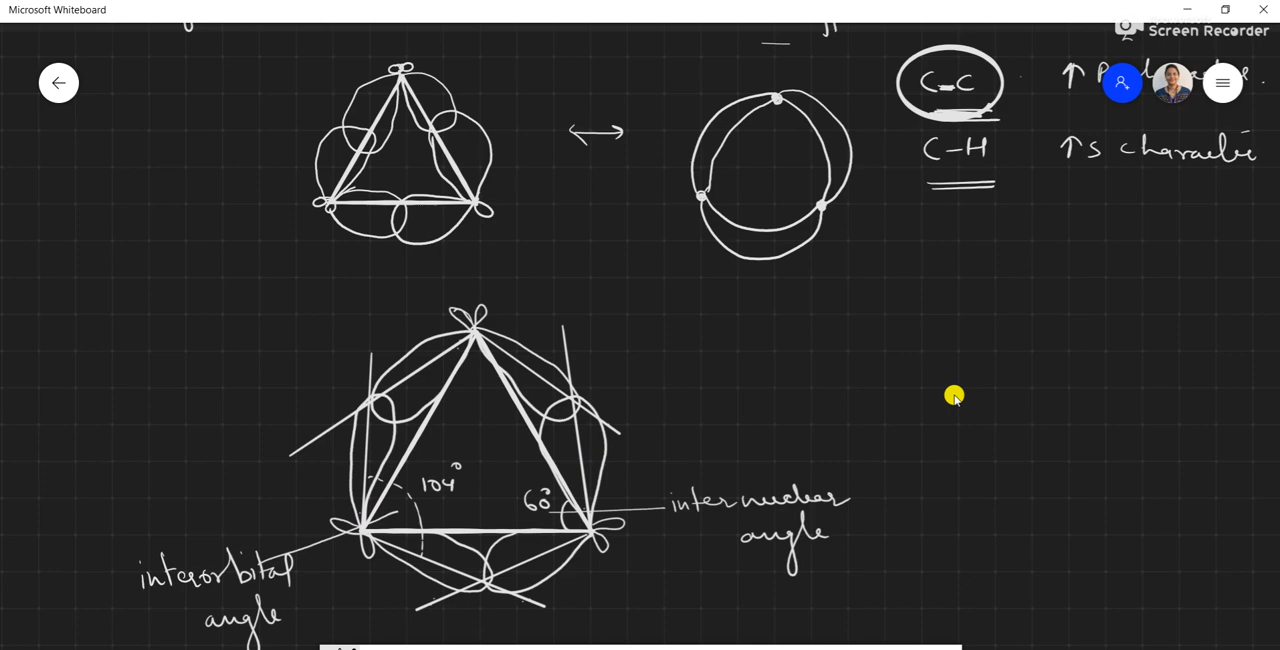 Microsoft Whiteboard
Screen Recorder
C=C ↑ P
C-H ↑ s character
104°
60°
internuclear
angle
interorbital
angle